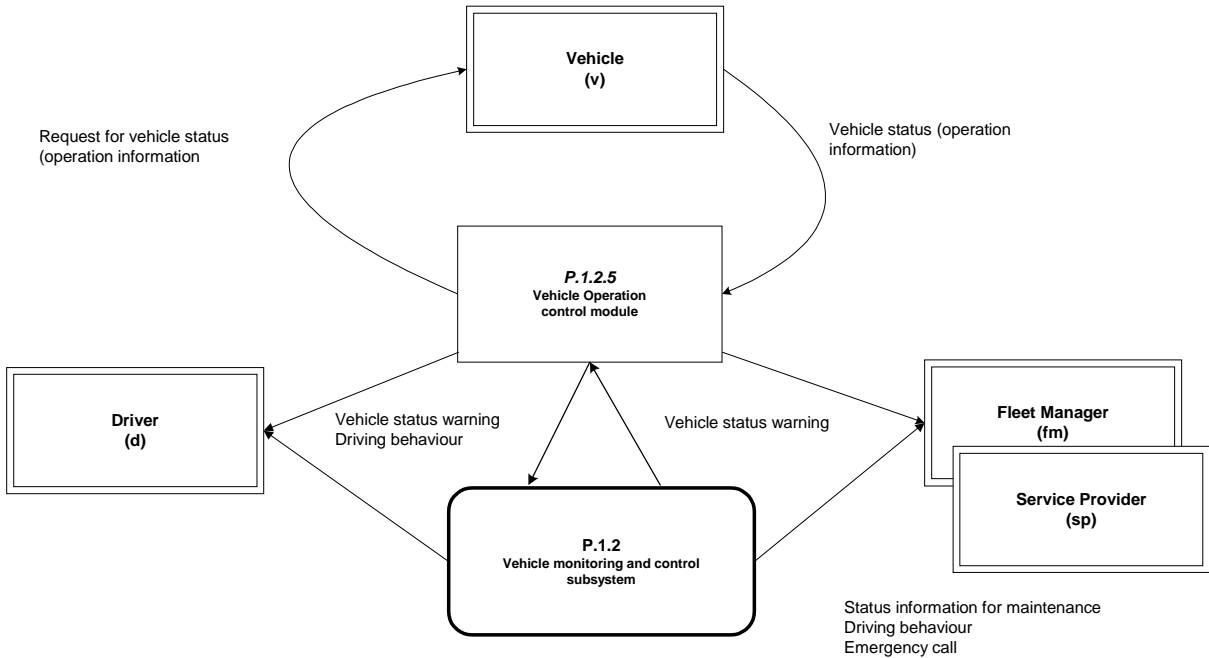 Vehicle
(v)
Request for vehicle status
(operation information
Vehicle status (operation
information)
P.1.2.5
Vehicle Operation
control module
Driver
(d)
Vehicle status warning
Driving behaviour
Vehicle status warning
Fleet Manager
(fm)
Service Provider
(sp)
P.1.2
Vehicle monitoring and control
subsystem
Status information for maintenance
Driving behaviour
Emergency call